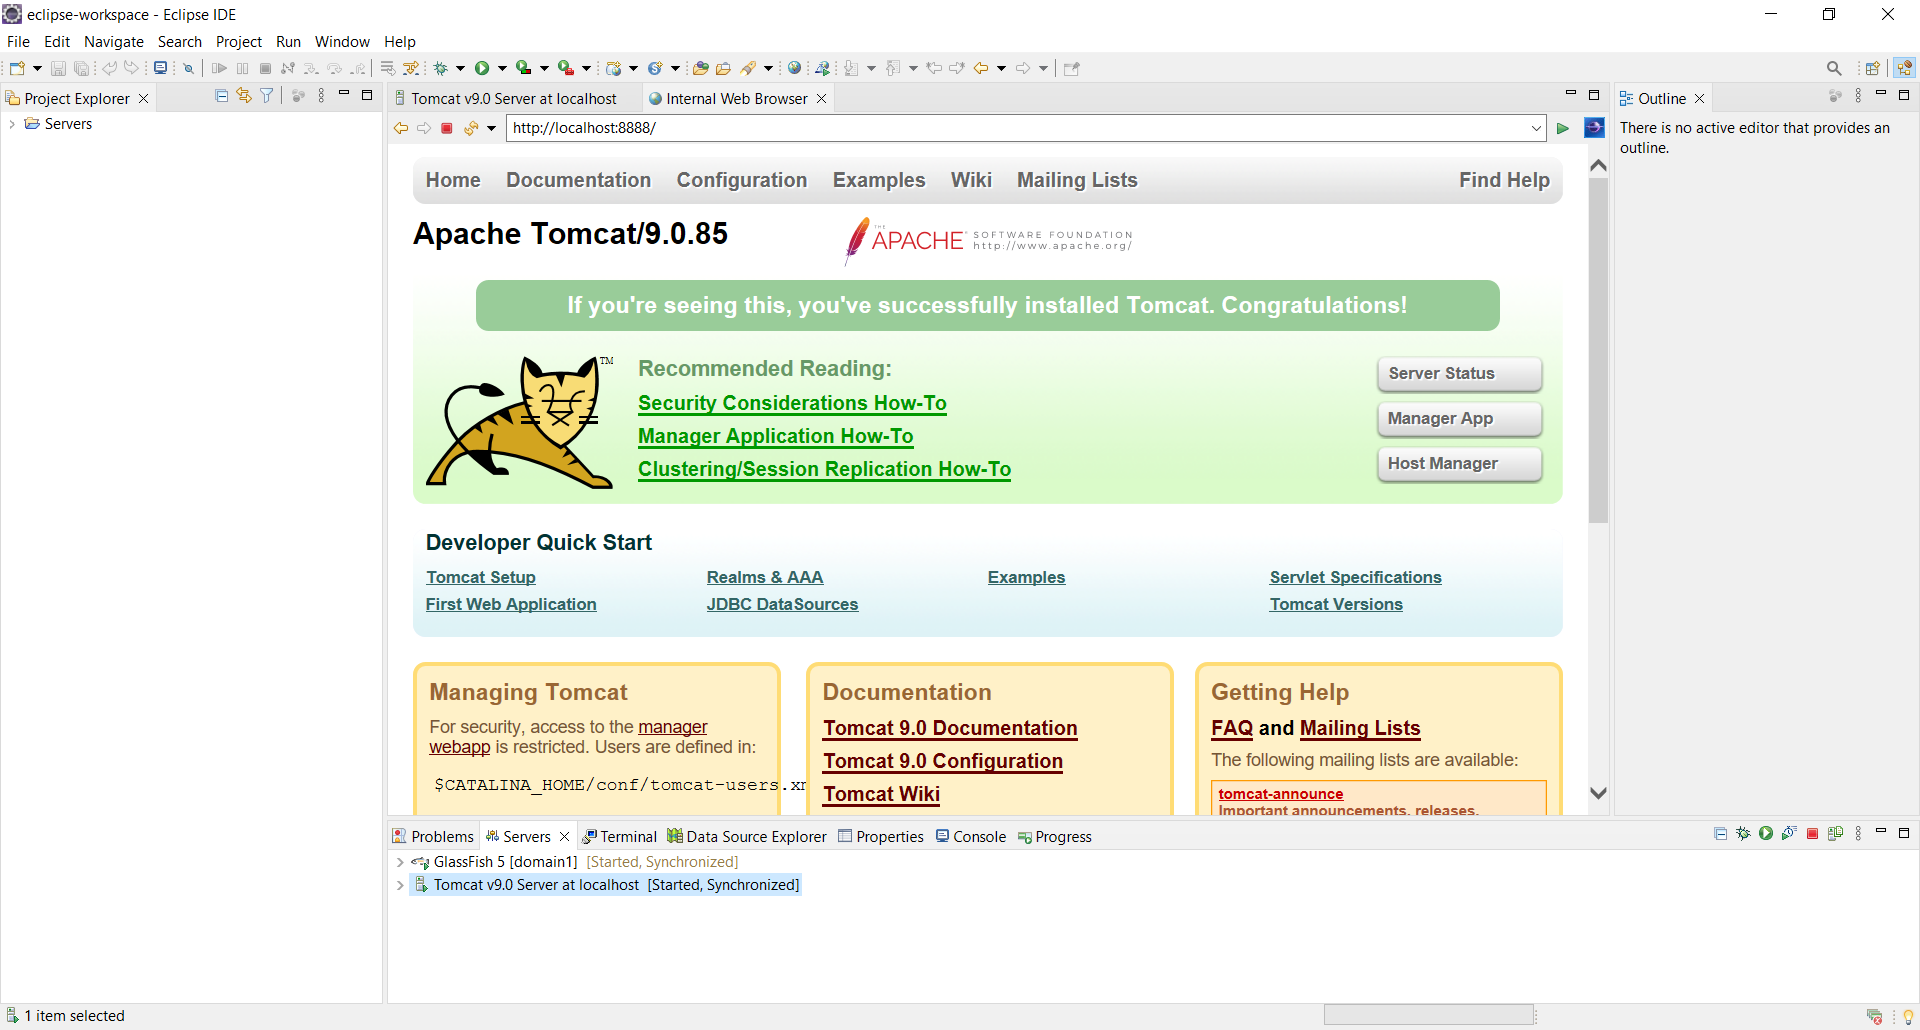 eclipse-workspace - Eclipse IDE
File Edit Navigate Search Project Run Window Help
Project Explorer
Servers
Tomcat v9.0 Server at localhost
Internal Web Browser
http://localhost:8888/
Home Documentation Configuration Examples Wiki Mailing Lists Find Help
Apache Tomcat/9.0.85
THE
APACHE
SOFTWARE FOUNDATION
http://www.apache.org/
If you're seeing this, you've successfully installed Tomcat. Congratulations!
TM
Recommended Reading:
Security Considerations How-To
Manager Application How-To
Clustering/Session Replication How-To
Server Status
Manager App
Host Manager
Developer Quick Start
Tomcat Setup
First Web Application
Realms & AAA
JDBC DataSources
Examples
Servlet Specifications
Tomcat Versions
Managing Tomcat
For security, access to the manager
webapp is restricted. Users are defined in:
$CATALINA_HOME/conf/tomcat-users.xm
Documentation
Tomcat 9.0 Documentation
Tomcat 9.0 Configuration
Tomcat Wiki
Getting Help
FAQ and Mailing Lists
The following mailing lists are available:
tomcat-announce
Important announcements, releases,
Outline
There is no active editor that provides an
outline.
Problems Servers Terminal Data Source Explorer Properties Console Progress
GlassFish 5 [domain1] [Started, Synchronized]
Tomcat v9.0 Server at localhost [Started, Synchronized]
1 item selected